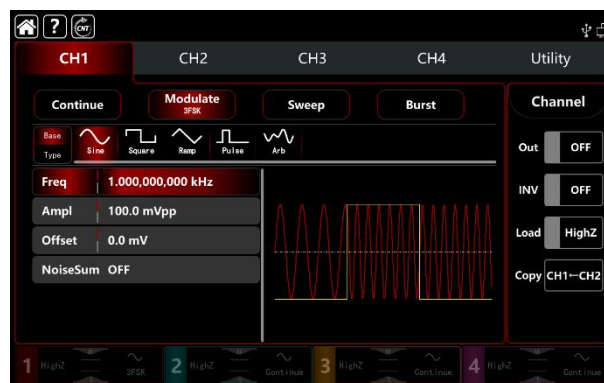 ? CNT
CH1 CH2 CH3 CH4 Utility
Continue Modulate Sweep Burst Channel
3FSK
Base
Type Sine Square Ramp Pulse Arb
Out OFF
Freq 1.000,000,000 kHz
INV OFF
Ampl 100.0 mVpp
Offset 0.0 mV
Load HighZ
NoiseSum OFF
Copy CH1←CH2
1 HighZ 3FSK 2 HighZ Continue 3 HighZ Continue 4 HighZ Continue